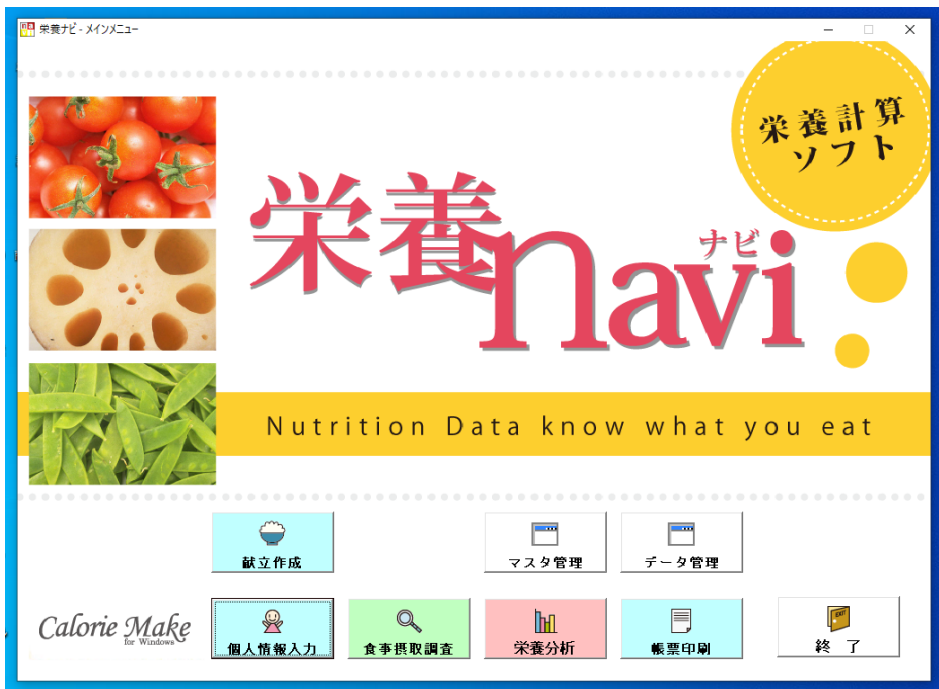 栄養ナビ - メインメニュー
栄養計算
ソフト
栄養navi
ナビ
Nutrition Data know what you eat
献立作成
マスタ管理
データ管理
Calorie Make
for Windows
個人情報入力
食事摂取調査
栄養分析
帳票印刷
EXIT
終 了